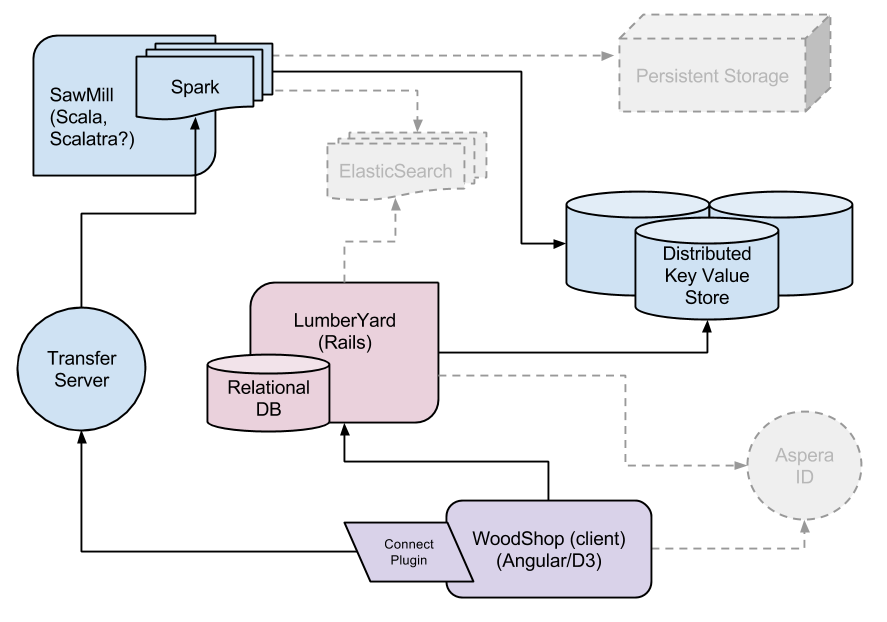 SawMill
(Scala,
Scalatra?)
Spark
Persistent Storage
ElasticSearch
Distributed
Key Value
Store
LumberYard
(Rails)
Relational
DB
Transfer
Server
Aspera
ID
Connect
Plugin
WoodShop (client)
(Angular/D3)